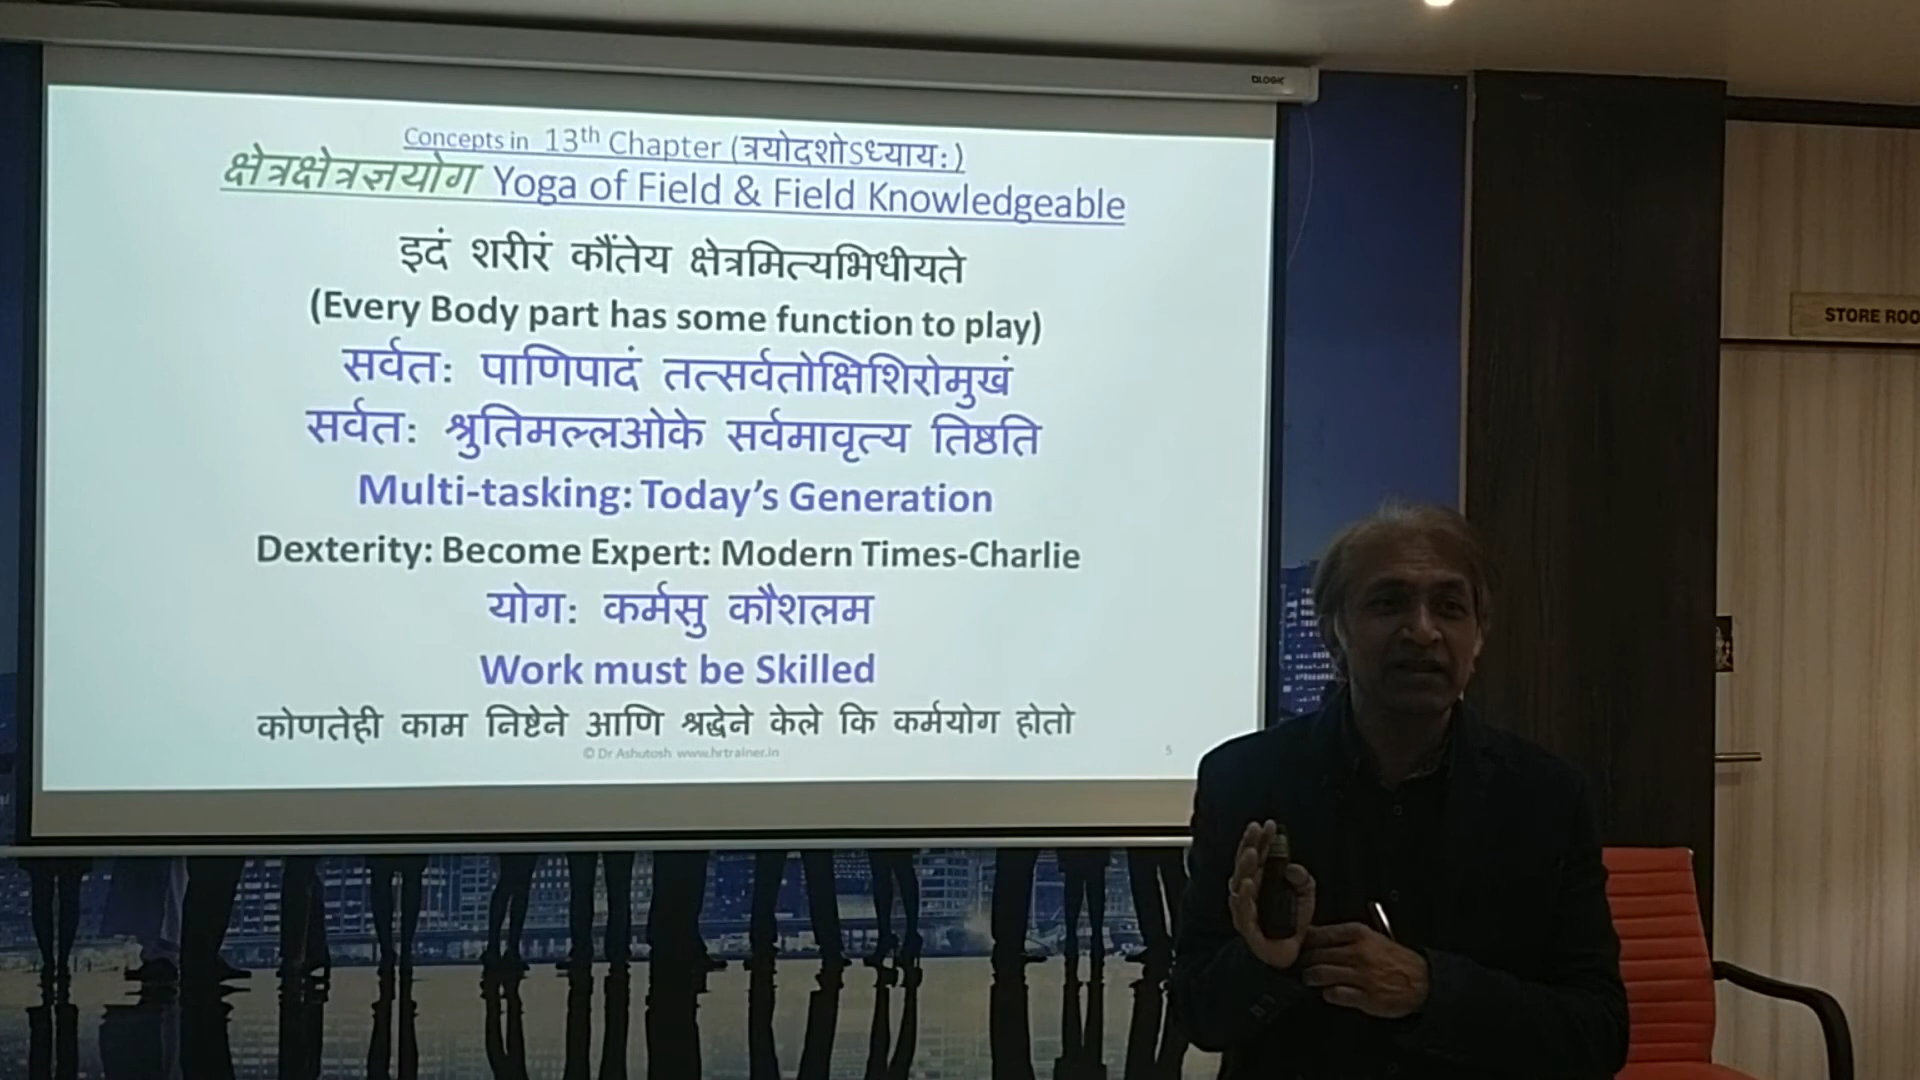 DLOGIC
Concepts in 13th Chapter (त्रयोदशोSध्याय:)
क्षेत्रक्षेत्रज्ञयोग Yoga of Field & Field Knowledgeable
इदं शरीरं कौंतेय क्षेत्रमित्यभिधीयते
(Every Body part has some function to play)
सर्वतः पाणिपादं तत्सर्वतोक्षिशिरोमुखं
सर्वतः श्रुतिमल्लओके सर्वमावृत्य तिष्ठति
Multi-tasking: Today's Generation
Dexterity: Become Expert: Modern Times-Charlie
योगः कर्मसु कौशलम
Work must be Skilled
कोणतेही काम निष्टेने आणि श्रद्धेने केले कि कर्मयोग होतो
© Dr Ashutosh www.hrtrainer.in
5
STORE ROO